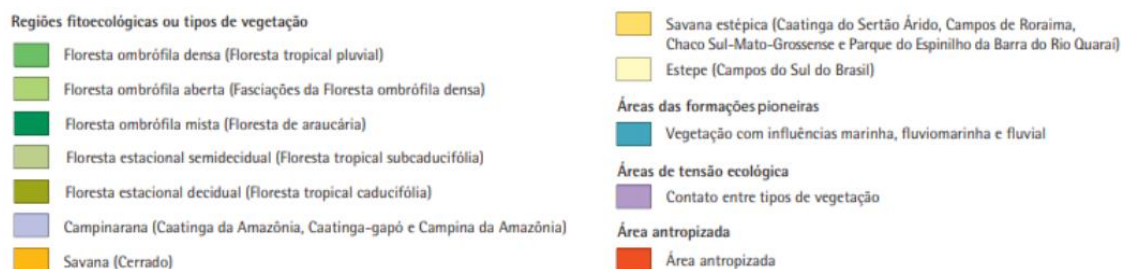 Regiões fitoecológicas ou tipos de vegetação
Floresta ombrófila densa (Floresta tropical pluvial)
Floresta ombrófila aberta (Fasciações da Floresta ombrófila densa)
Floresta ombrófila mista (Floresta de araucária)
Floresta estacional semidecidual (Floresta tropical subcaducifólia)
Floresta estacional decidual (Floresta tropical caducifólia)
Campinarana (Caatinga da Amazônia, Caatinga-gapó e Campina da Amazônia)
Savana (Cerrado)
Savana estépica (Caatinga do Sertão Árido, Campos de Roraima,
Chaco Sul-Mato-Grossense e Parque do Espinilho da Barra do Rio Quaraí)
Estepe (Campos do Sul do Brasil)
Áreas das formações pioneiras
Vegetação com influências marinha, fluviomarinha e fluvial
Áreas de tensão ecológica
Contato entre tipos de vegetação
Área antropizada
Área antropizada